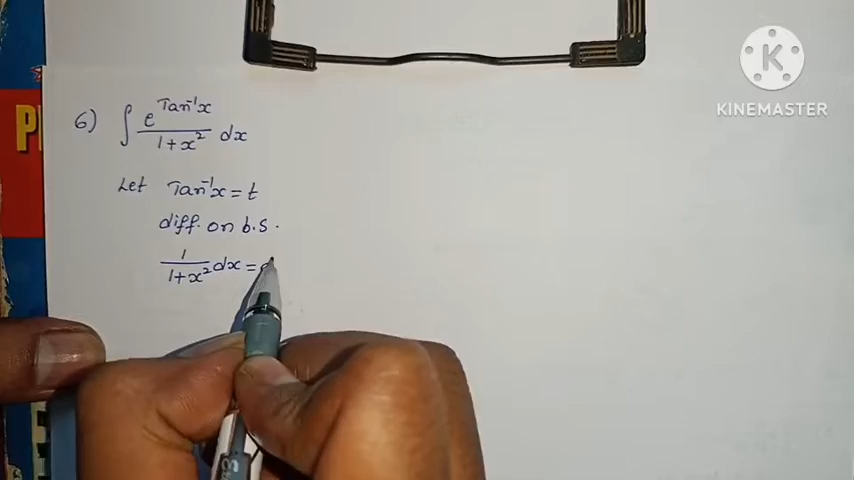 K
KINEMASTER
P
6) ∫ e^(Tan⁻¹x) / (1+x²) dx
Let Tan⁻¹x = t
diff. on b.s.
1/(1+x²) dx =